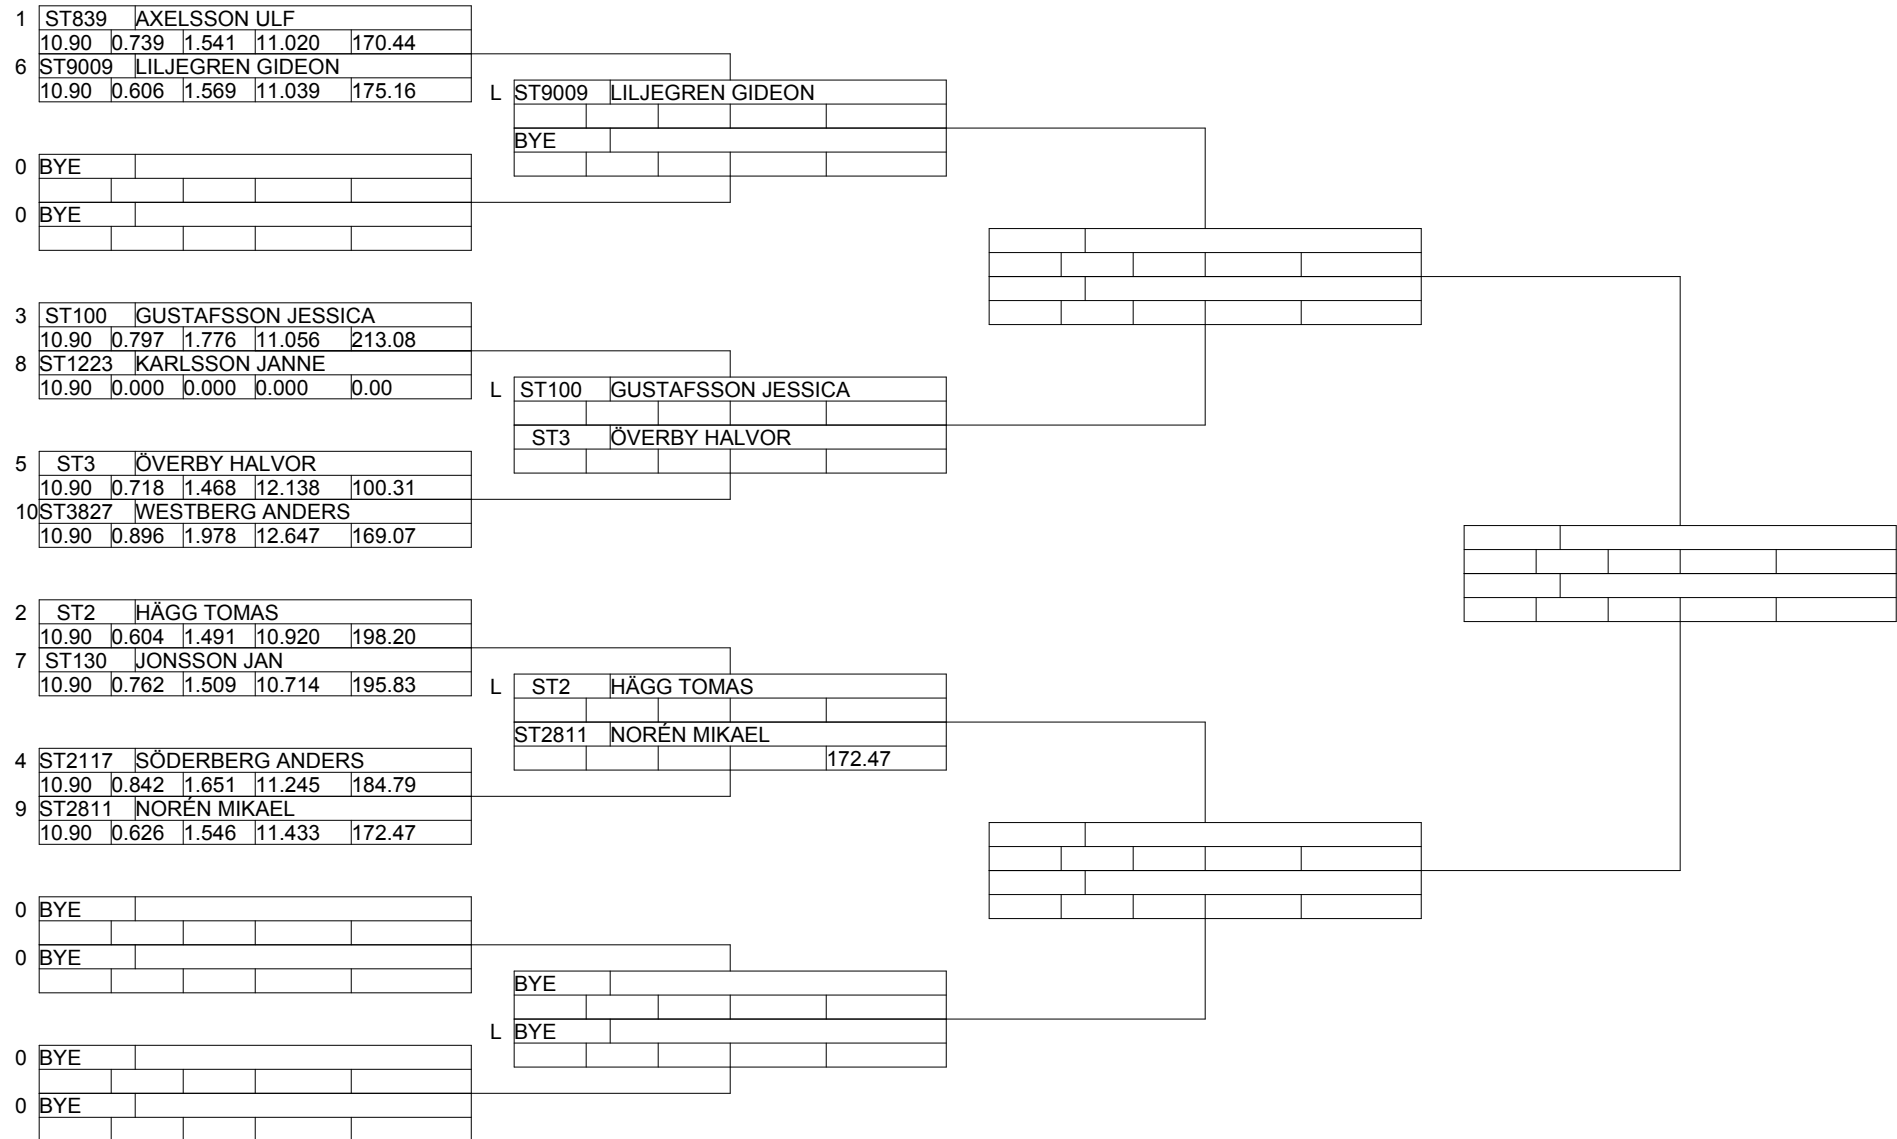 1 ST839 AXELSSON ULF
10.90 0.739 1.541 11.020 170.44
6 ST9009 LILJEGREN GIDEON
10.90 0.606 1.569 11.039 175.16
L ST9009 LILJEGREN GIDEON
BYE
0 BYE
0 BYE
3 ST100 GUSTAFSSON JESSICA
10.90 0.797 1.776 11.056 213.08
8 ST1223 KARLSSON JANNE
10.90 0.000 0.000 0.000 0.00
L ST100 GUSTAFSSON JESSICA
ST3 ÖVERBY HALVOR
5 ST3 ÖVERBY HALVOR
10.90 0.718 1.468 12.138 100.31
10 ST3827 WESTBERG ANDERS
10.90 0.896 1.978 12.647 169.07
2 ST2 HÄGG TOMAS
10.90 0.604 1.491 10.920 198.20
7 ST130 JONSSON JAN
10.90 0.762 1.509 10.714 195.83
L ST2 HÄGG TOMAS
ST2811 NORÉN MIKAEL
172.47
4 ST2117 SÖDERBERG ANDERS
10.90 0.842 1.651 11.245 184.79
9 ST2811 NORÉN MIKAEL
10.90 0.626 1.546 11.433 172.47
0 BYE
0 BYE
BYE
L BYE
0 BYE
0 BYE